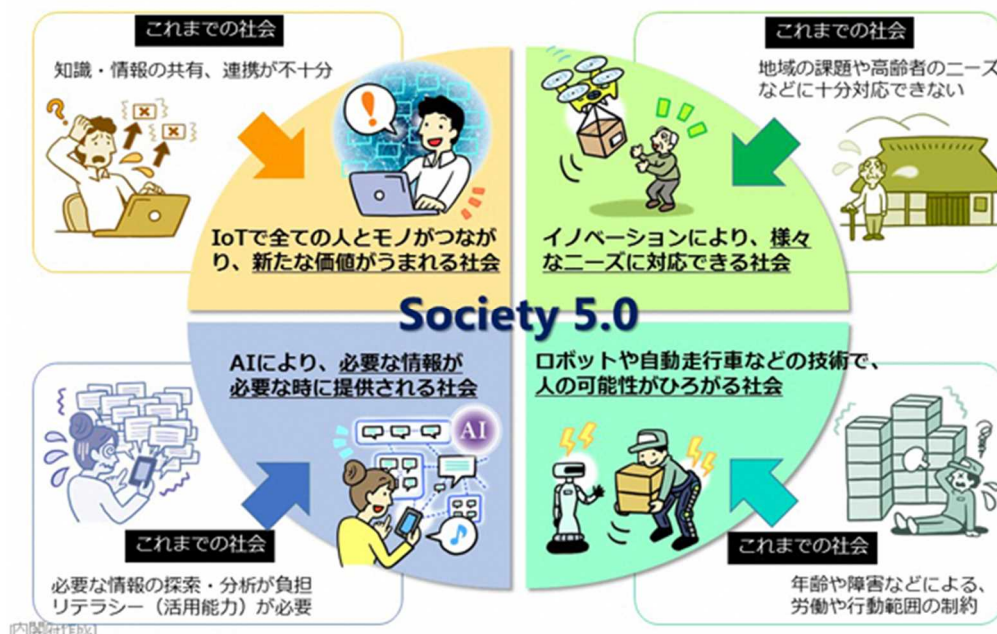 これまでの社会
知識・情報の共有、連携が不十分
IoTで全ての人とモノがつなが
り、新たな価値がうまれる社会
これまでの社会
地域の課題や高齢者のニーズ
などに十分対応できない
イノベーションにより、様々
なニーズに対応できる社会
Society 5.0
AIにより、必要な情報が
必要な時に提供される社会
AI
これまでの社会
必要な情報の探索・分析が負担
リテラシー（活用能力）が必要
ロボットや自動走行車などの技術で、
人の可能性がひろがる社会
これまでの社会
年齢や障害などによる、
労働や行動範囲の制約